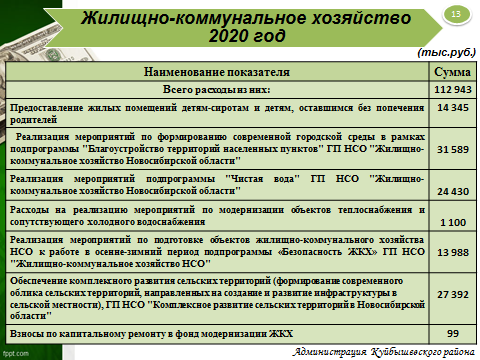 Жилищно-коммунальное хозяйство
2020 год
13
(тыс.руб.)
Наименование показателя Сумма
Всего расходы из них: 112 943
Предоставление жилых помещений детям-сиротам и детям, оставшимся без попечения 14 345
родителей
Реализация мероприятий по формированию современной городской среды в рамках
подпрограммы "Благоустройство территорий населенных пунктов" ГП НСО "Жилищно- 31 589
коммунальное хозяйство Новосибирской области"
Реализация мероприятий подпрограммы "Чистая вода" ГП НСО "Жилищно-
коммунальное хозяйство Новосибирской области" 24 430
Расходы на реализацию мероприятий по модернизации объектов теплоснабжения и
сопутствующего холодного водоснабжения 1 100
Реализация мероприятий по подготовке объектов жилищно-коммунального хозяйства
НСО к работе в осенне-зимний период подпрограммы «Безопасность ЖКХ» ГП НСО 13 988
"Жилищно-коммунальное хозяйство НСО"
Обеспечение комплексного развития сельских территорий (формирование современного
облика сельских территорий, направленных на создание и развитие инфраструктуры в 27 392
сельской местности), ГП НСО "Комплексное развитие сельских территорий в Новосибирской
области"
Взносы по капитальному ремонту в фонд модернизации ЖКХ 99
Администрация Куйбышевского района
fppt.com